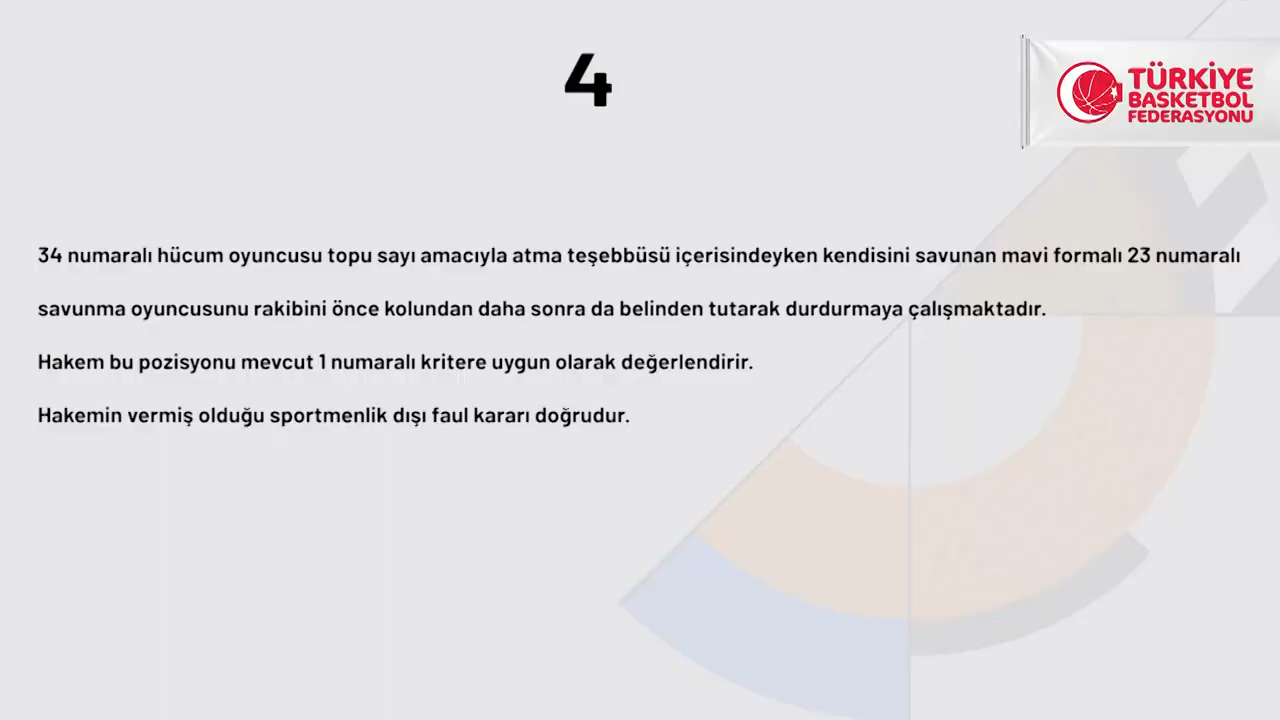 4
TÜRKİYE
BASKETBOL
FEDERASYONU
34 numaralı hücum oyuncusu topu sayı amacıyla atma teşebbüsü içerisindeyken kendisini savunan mavi formalı 23 numaralı
savunma oyuncusunu rakibini önce kolundan daha sonra da belinden tutarak durdurmaya çalışmaktadır.
Hakem bu pozisyonu mevcut 1 numaralı kritere uygun olarak değerlendirir.
Hakemin vermiş olduğu sportmenlik dışı faul kararı doğrudur.